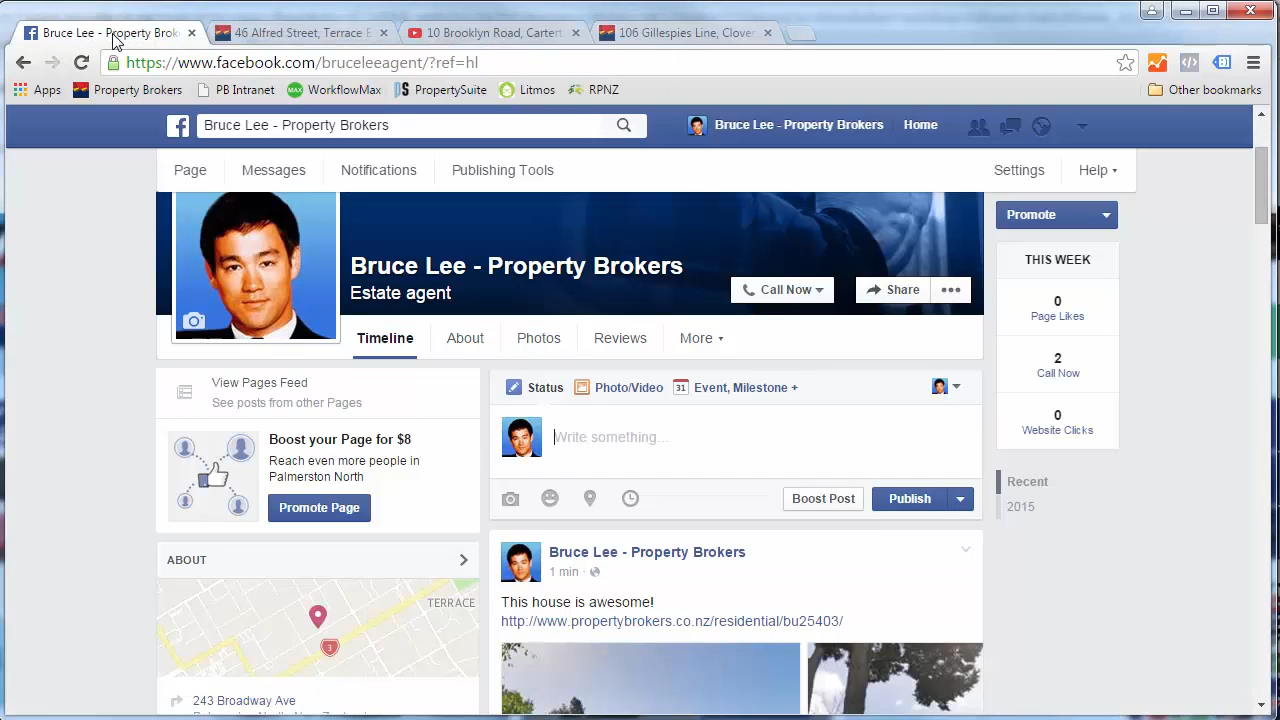 Bruce Lee - Property Brok
46 Alfred Street, Terrace E
10 Brooklyn Road, Cartert
106 Gillespies Line, Clover
https://www.facebook.com/bruceleeagent/?ref=hl
Apps
Property Brokers
PB Intranet
MAX WorkflowMax
PropertySuite
Litmos
RPNZ
Other bookmarks
Bruce Lee - Property Brokers
Bruce Lee - Property Brokers
Home
Page
Messages
Notifications
Publishing Tools
Settings
Help
Bruce Lee - Property Brokers
Estate agent
Call Now
Share
Promote
Timeline
About
Photos
Reviews
More
THIS WEEK
0
Page Likes
2
Call Now
0
Website Clicks
Recent
2015
View Pages Feed
See posts from other Pages
Boost your Page for $8
Reach even more people in
Palmerston North
Promote Page
ABOUT
TERRACE
3
243 Broadway Ave
Status
Photo/Video
31 Event, Milestone +
Write something...
Boost Post
Publish
Bruce Lee - Property Brokers
1 min ·
This house is awesome!
http://www.propertybrokers.co.nz/residential/bu25403/